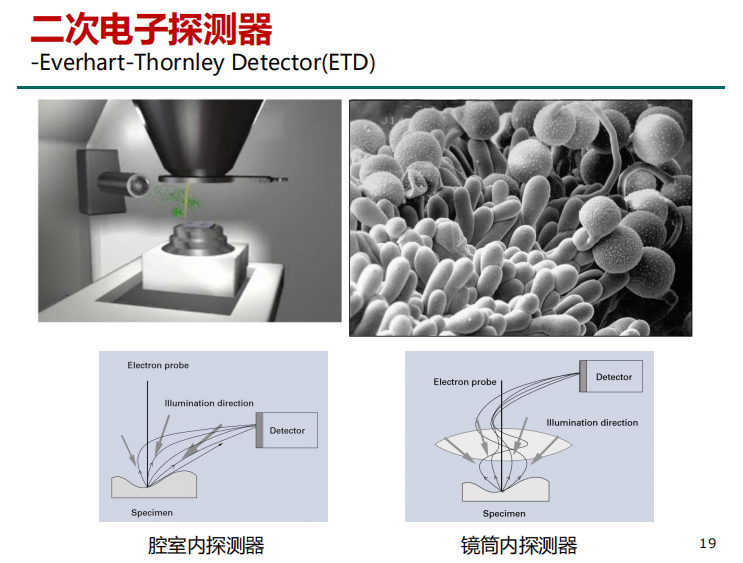 二次电子探测器
-Everhart-Thornley Detector(ETD)
Electron probe
Illumination direction
Detector
Specimen
Electron probe
Detector
Illumination direction
Specimen
腔室内探测器
镜筒内探测器
19